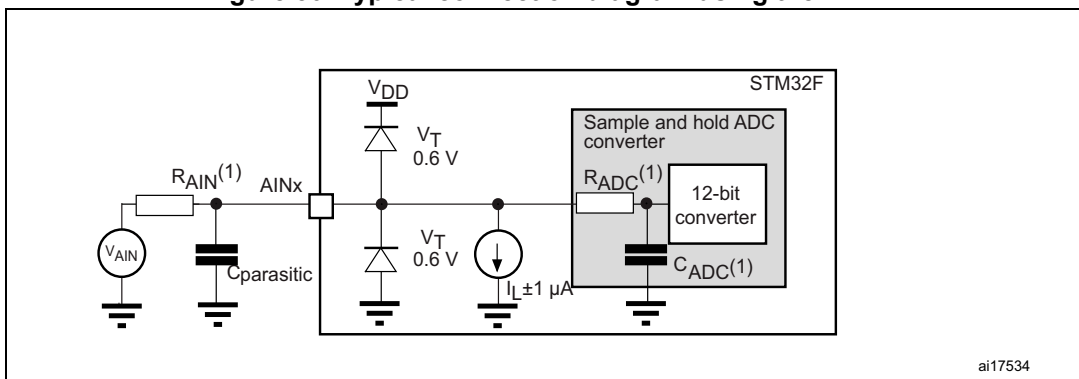 STM32F
VDD
VT
0.6 V
Sample and hold ADC
converter
RAIN(1)
AINx
RADC(1)
12-bit
converter
VAIN
Cparasitic
VT
0.6 V
IL±1 µA
CADC(1)
ai17534